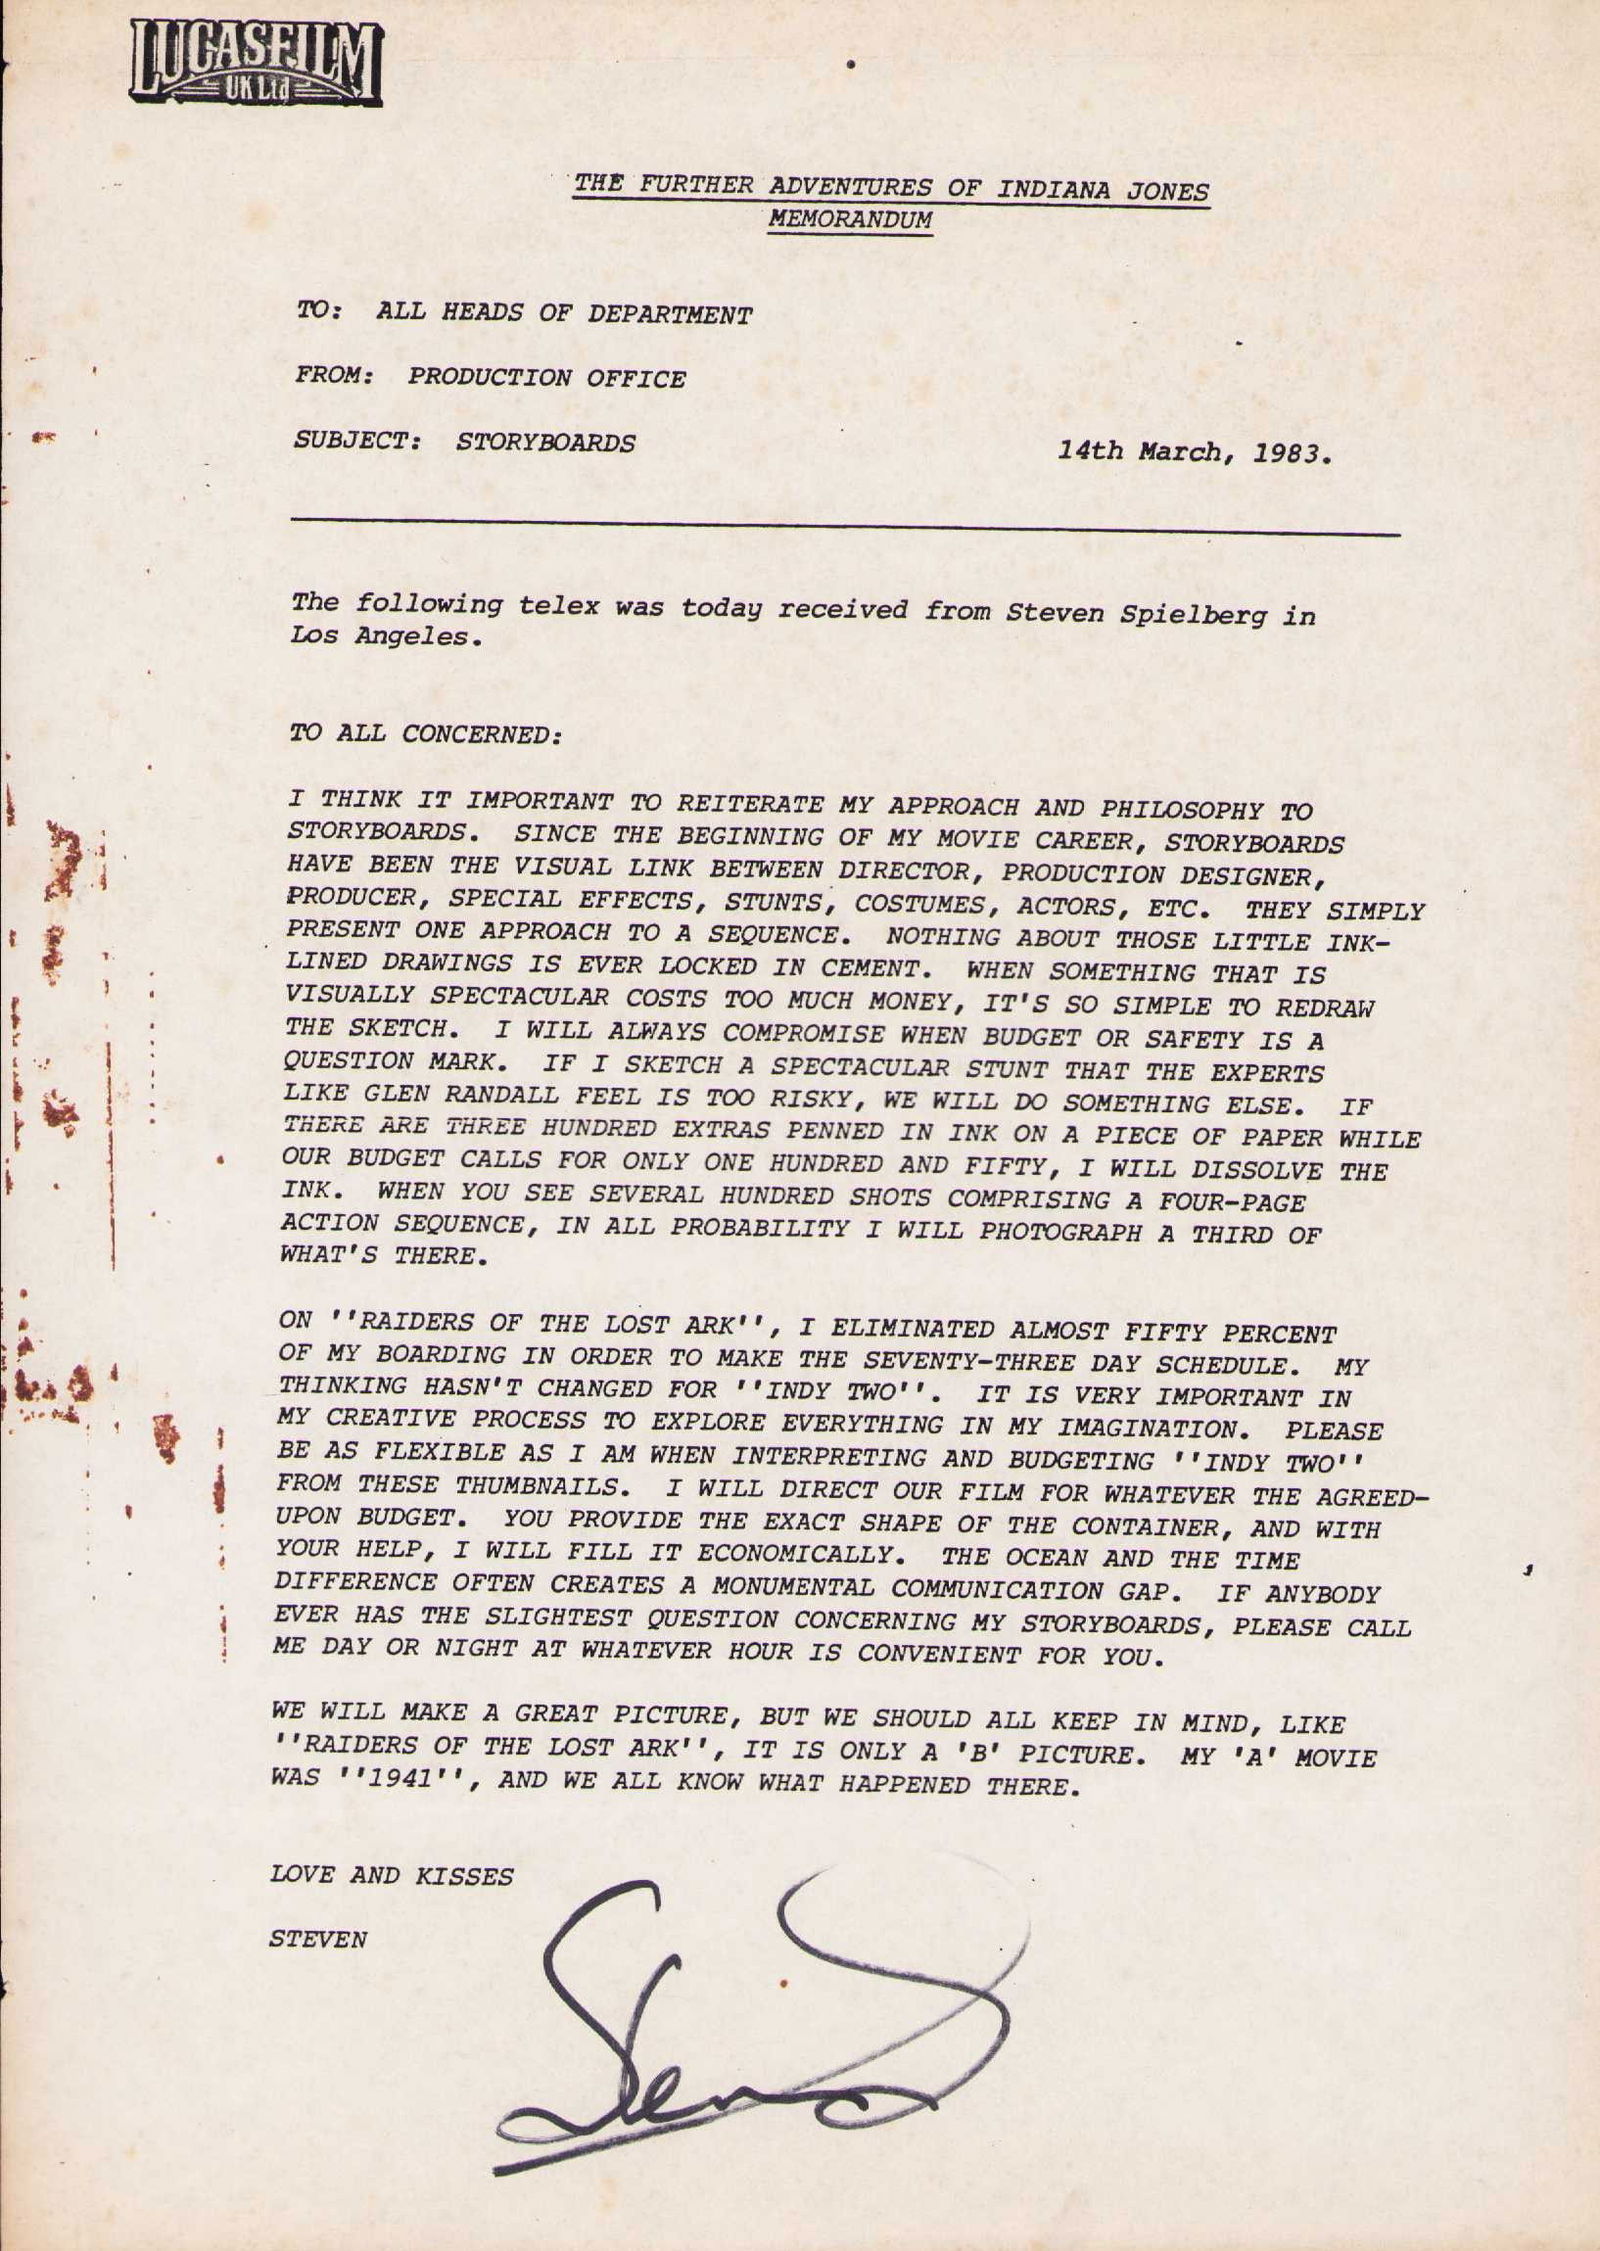 LUCASFILM
UK Ltd
THE FURTHER ADVENTURES OF INDIANA JONES
MEMORANDUM
TO: ALL HEADS OF DEPARTMENT
FROM: PRODUCTION OFFICE
SUBJECT: STORYBOARDS 14th March, 1983.
The following telex was today received from Steven Spielberg in
Los Angeles.
TO ALL CONCERNED:
I THINK IT IMPORTANT TO REITERATE MY APPROACH AND PHILOSOPHY TO
STORYBOARDS. SINCE THE BEGINNING OF MY MOVIE CAREER, STORYBOARDS
HAVE BEEN THE VISUAL LINK BETWEEN DIRECTOR, PRODUCTION DESIGNER,
PRODUCER, SPECIAL EFFECTS, STUNTS, COSTUMES, ACTORS, ETC. THEY SIMPLY
PRESENT ONE APPROACH TO A SEQUENCE. NOTHING ABOUT THOSE LITTLE INK-
LINED DRAWINGS IS EVER LOCKED IN CEMENT. WHEN SOMETHING THAT IS
VISUALLY SPECTACULAR COSTS TOO MUCH MONEY, IT'S SO SIMPLE TO REDRAW
THE SKETCH. I WILL ALWAYS COMPROMISE WHEN BUDGET OR SAFETY IS A
QUESTION MARK. IF I SKETCH A SPECTACULAR STUNT THAT THE EXPERTS
LIKE GLEN RANDALL FEEL IS TOO RISKY, WE WILL DO SOMETHING ELSE. IF
THERE ARE THREE HUNDRED EXTRAS PENNED IN INK ON A PIECE OF PAPER WHILE
OUR BUDGET CALLS FOR ONLY ONE HUNDRED AND FIFTY, I WILL DISSOLVE THE
INK. WHEN YOU SEE SEVERAL HUNDRED SHOTS COMPRISING A FOUR-PAGE
ACTION SEQUENCE, IN ALL PROBABILITY I WILL PHOTOGRAPH A THIRD OF
WHAT'S THERE.
ON ''RAIDERS OF THE LOST ARK'', I ELIMINATED ALMOST FIFTY PERCENT
OF MY BOARDING IN ORDER TO MAKE THE SEVENTY-THREE DAY SCHEDULE. MY
THINKING HASN'T CHANGED FOR ''INDY TWO''. IT IS VERY IMPORTANT IN
MY CREATIVE PROCESS TO EXPLORE EVERYTHING IN MY IMAGINATION. PLEASE
BE AS FLEXIBLE AS I AM WHEN INTERPRETING AND BUDGETING ''INDY TWO''
FROM THESE THUMBNAILS. I WILL DIRECT OUR FILM FOR WHATEVER THE AGREED-
UPON BUDGET. YOU PROVIDE THE EXACT SHAPE OF THE CONTAINER, AND WITH
YOUR HELP, I WILL FILL IT ECONOMICALLY. THE OCEAN AND THE TIME
DIFFERENCE OFTEN CREATES A MONUMENTAL COMMUNICATION GAP. IF ANYBODY
EVER HAS THE SLIGHTEST QUESTION CONCERNING MY STORYBOARDS, PLEASE CALL
ME DAY OR NIGHT AT WHATEVER HOUR IS CONVENIENT FOR YOU.
WE WILL MAKE A GREAT PICTURE, BUT WE SHOULD ALL KEEP IN MIND, LIKE
''RAIDERS OF THE LOST ARK'', IT IS ONLY A 'B' PICTURE. MY 'A' MOVIE
WAS ''1941'', AND WE ALL KNOW WHAT HAPPENED THERE.
LOVE AND KISSES
STEVEN